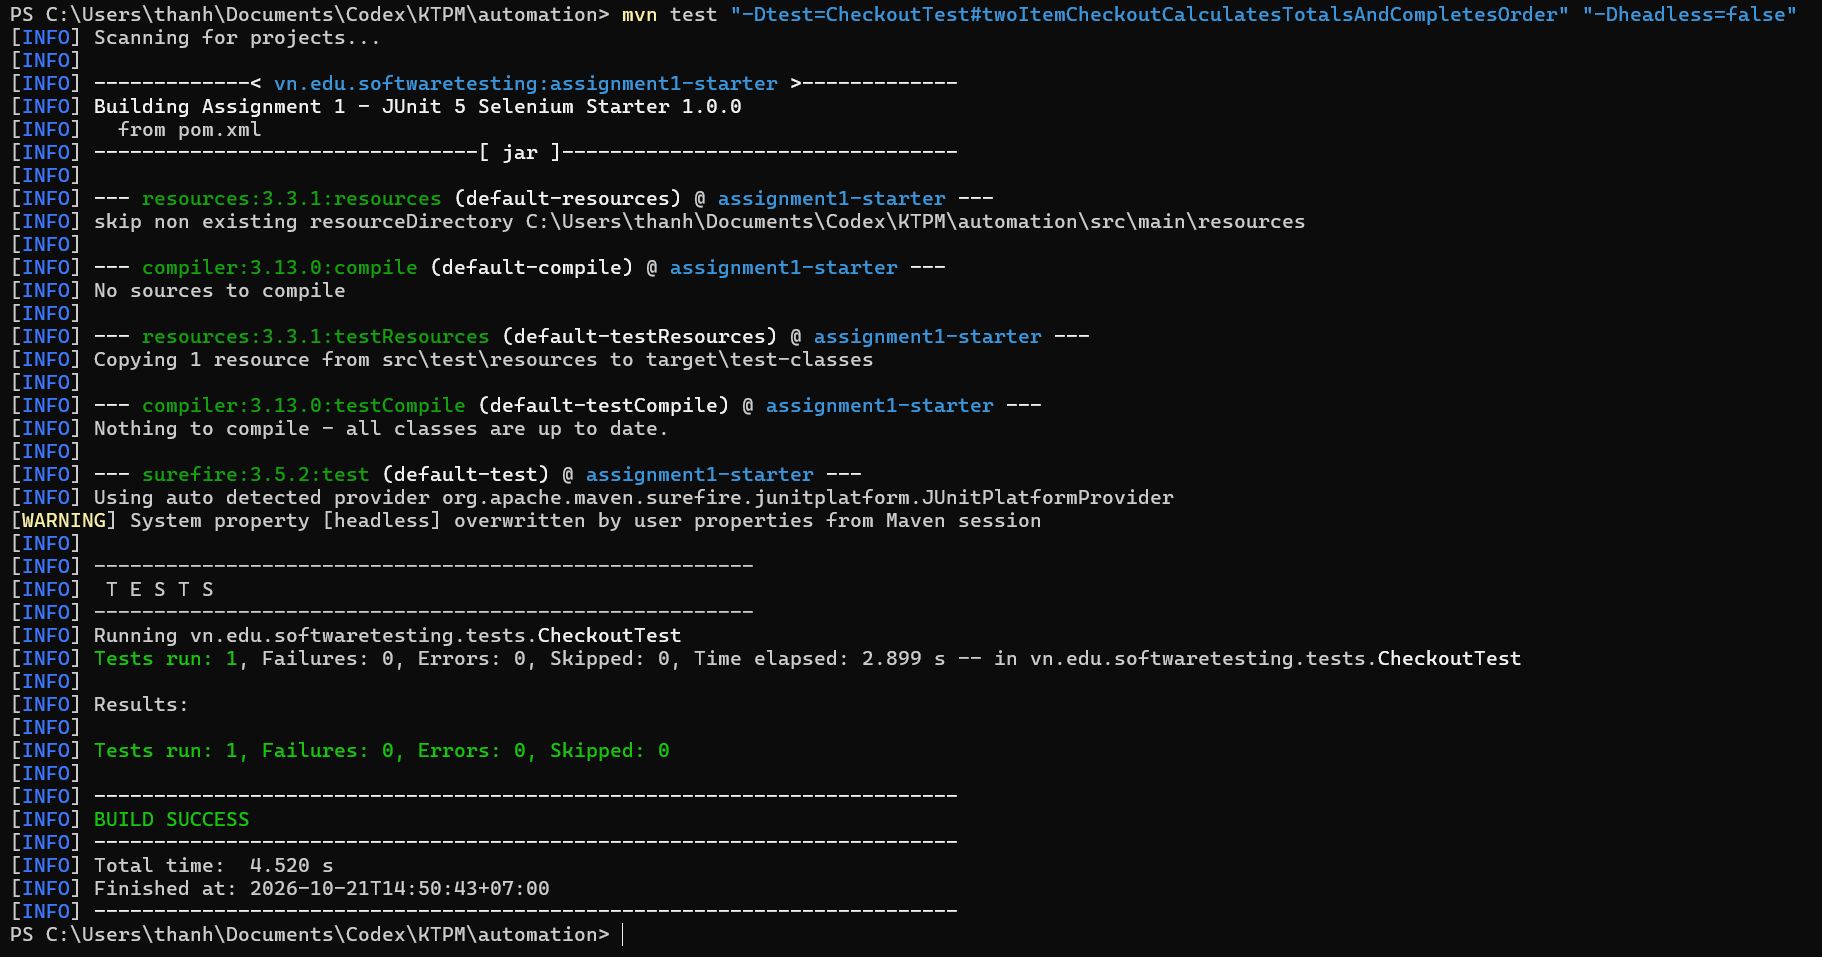 PS C:\Users\thanh\Documents\Codex\KTPM\automation> mvn test "-Dtest=CheckoutTest#twoItemCheckoutCalculatesTotalsAndCompletesOrder" "-Dheadless=false"
[INFO] Scanning for projects...
[INFO]
[INFO] -------------< vn.edu.softwaretesting:assignment1-starter >-------------
[INFO] Building Assignment 1 - JUnit 5 Selenium Starter 1.0.0
[INFO]   from pom.xml
[INFO] --------------------------------[ jar ]---------------------------------
[INFO]
[INFO] --- resources:3.3.1:resources (default-resources) @ assignment1-starter ---
[INFO] skip non existing resourceDirectory C:\Users\thanh\Documents\Codex\KTPM\automation\src\main\resources
[INFO]
[INFO] --- compiler:3.13.0:compile (default-compile) @ assignment1-starter ---
[INFO] No sources to compile
[INFO]
[INFO] --- resources:3.3.1:testResources (default-testResources) @ assignment1-starter ---
[INFO] Copying 1 resource from src\test\resources to target\test-classes
[INFO]
[INFO] --- compiler:3.13.0:testCompile (default-testCompile) @ assignment1-starter ---
[INFO] Nothing to compile - all classes are up to date.
[INFO]
[INFO] --- surefire:3.5.2:test (default-test) @ assignment1-starter ---
[INFO] Using auto detected provider org.apache.maven.surefire.junitplatform.JUnitPlatformProvider
[WARNING] System property [headless] overwritten by user properties from Maven session
[INFO]
[INFO] -------------------------------------------------------
[INFO]  T E S T S
[INFO] -------------------------------------------------------
[INFO] Running vn.edu.softwaretesting.tests.CheckoutTest
[INFO] Tests run: 1, Failures: 0, Errors: 0, Skipped: 0, Time elapsed: 2.899 s -- in vn.edu.softwaretesting.tests.CheckoutTest
[INFO]
[INFO] Results:
[INFO]
[INFO] Tests run: 1, Failures: 0, Errors: 0, Skipped: 0
[INFO]
[INFO] ------------------------------------------------------------------------
[INFO] BUILD SUCCESS
[INFO] ------------------------------------------------------------------------
[INFO] Total time:  4.520 s
[INFO] Finished at: 2026-10-21T14:50:43+07:00
[INFO] ------------------------------------------------------------------------
PS C:\Users\thanh\Documents\Codex\KTPM\automation>